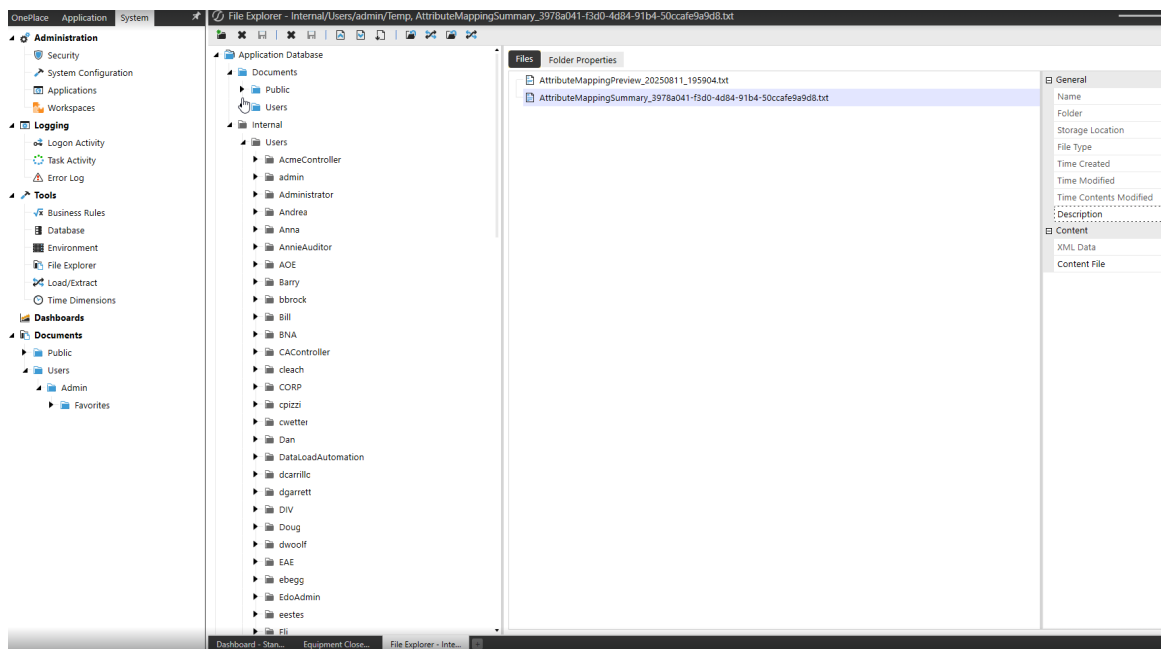 OnePlace Application System
File Explorer - Internal/Users/admin/Temp, AttributeMappingSummary_3978a041-f3d0-4d84-91b4-50ccafe9a9d8.txt
Administration
Security
System Configuration
Applications
Workspaces
Logging
Logon Activity
Task Activity
Error Log
Tools
Business Rules
Database
Environment
File Explorer
Load/Extract
Time Dimensions
Dashboards
Documents
Public
Users
Admin
Favorites
Application Database
Documents
Public
Users
Internal
Users
AcmeController
admin
Administrator
Andrea
Anna
AnnieAuditor
AOE
Barry
bbrock
Bill
BNA
CAController
cleach
CORP
cpizzi
cwetter
Dan
DataLoadAutomation
dcarrillo
dgarrett
DIV
Doug
dwoolf
EAE
ebegg
EdoAdmin
eestes
Files Folder Properties
AttributeMappingPreview_20250811_195904.txt
AttributeMappingSummary_3978a041-f3d0-4d84-91b4-50ccafe9a9d8.txt
General
Name
Folder
Storage Location
File Type
Time Created
Time Modified
Time Contents Modified
Description
Content
XML Data
Content File
Dashboard - Stan... Equipment Close... File Explorer - Inte...